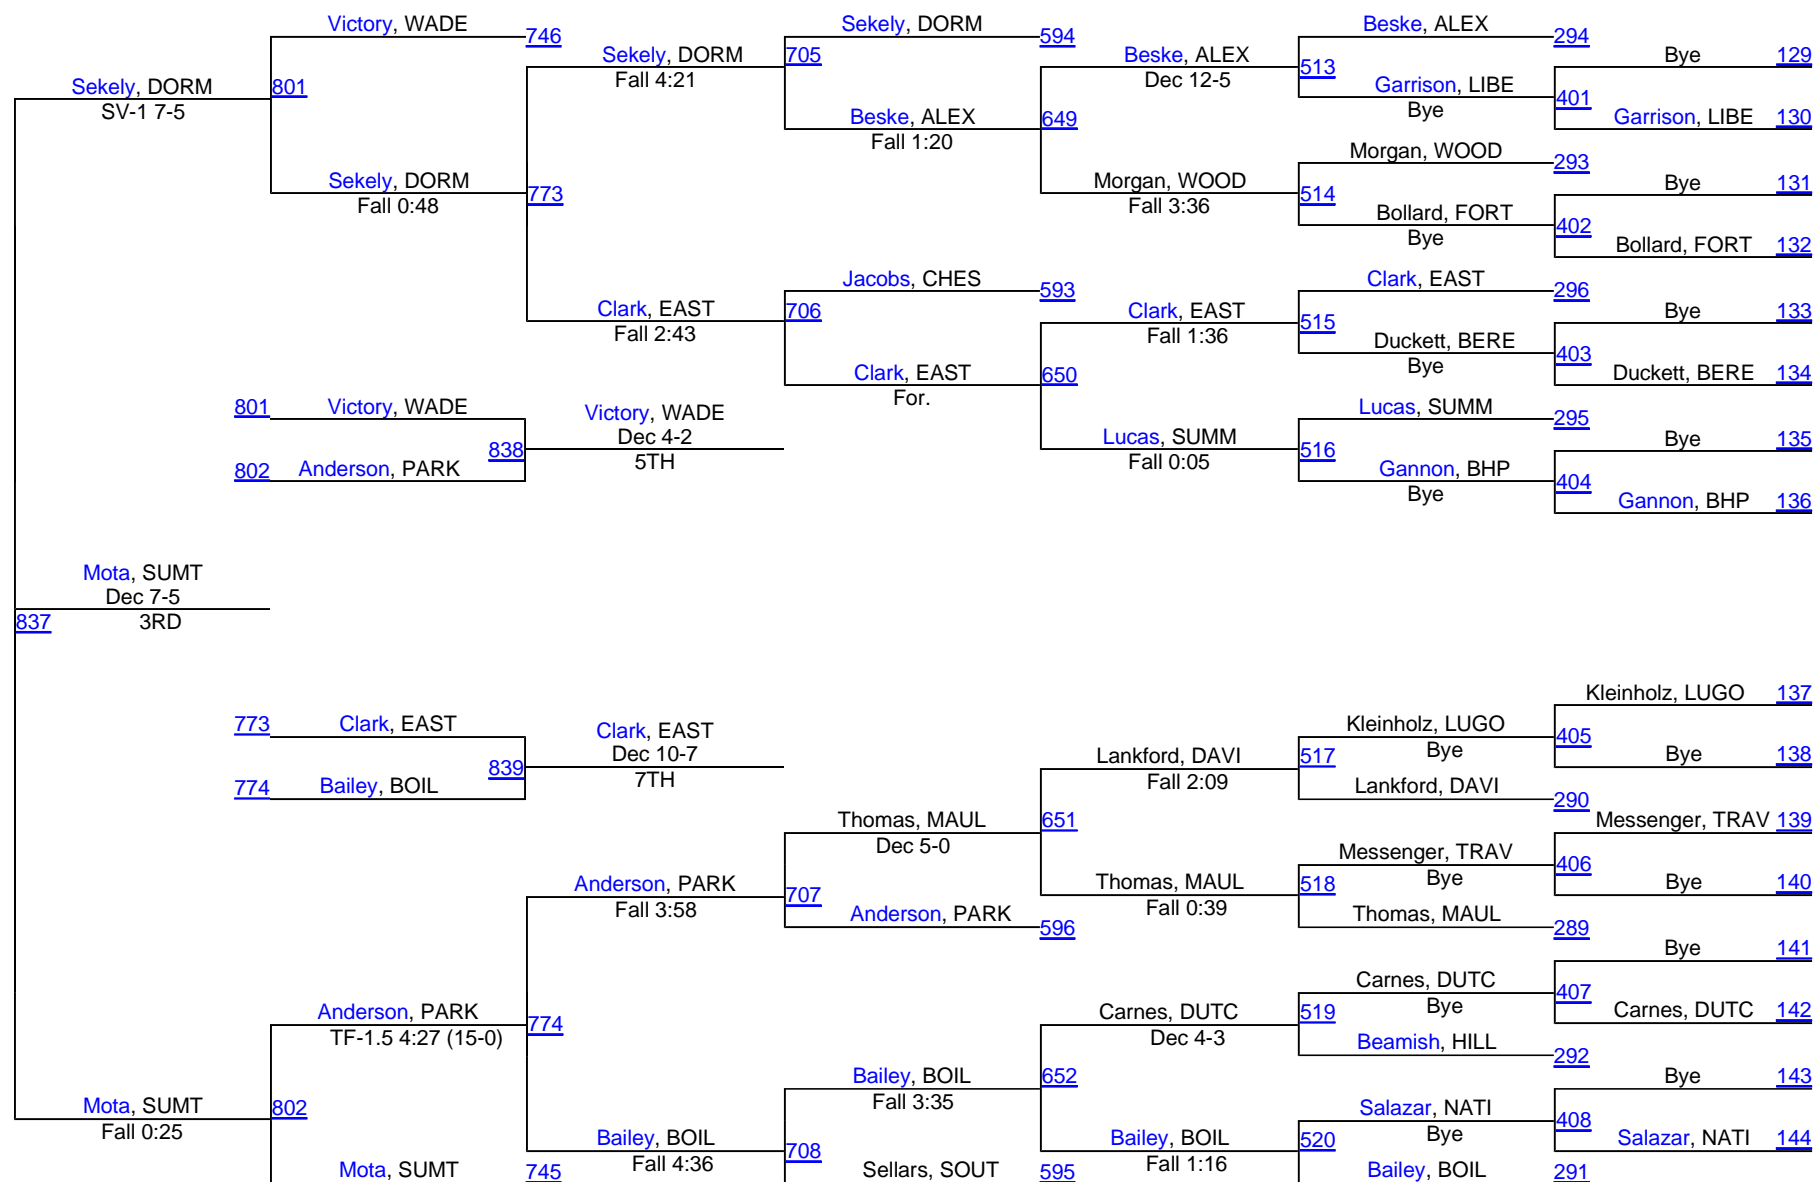 Victory, WADE
746
Sekely, DORM
594
Beske, ALEX
294
Sekely, DORM
Fall 4:21
705
Beske, ALEX
Dec 12-5
513
Bye
129
Sekely, DORM
SV-1 7-5
801
Garrison, LIBE
Bye
401
Beske, ALEX
Fall 1:20
649
Garrison, LIBE
130
Morgan, WOOD
293
Sekely, DORM
Fall 0:48
773
Morgan, WOOD
Fall 3:36
514
Bye
131
Bollard, FORT
Bye
402
Bollard, FORT
132
Jacobs, CHES
593
Clark, EAST
296
Clark, EAST
Fall 2:43
706
Clark, EAST
Fall 1:36
515
Bye
133
Duckett, BERE
Bye
403
Clark, EAST
For.
650
Duckett, BERE
134
801
Victory, WADE
Victory, WADE
Dec 4-2
5TH
838
802
Anderson, PARK
Lucas, SUMM
295
Lucas, SUMM
Fall 0:05
516
Bye
135
Gannon, BHP
Bye
404
Gannon, BHP
136
Mota, SUMT
Dec 7-5
3RD
837
Kleinholz, LUGO
137
773
Clark, EAST
Clark, EAST
Dec 10-7
7TH
839
774
Bailey, BOIL
Kleinholz, LUGO
Bye
405
Lankford, DAVI
Fall 2:09
517
Bye
138
Lankford, DAVI
290
Thomas, MAUL
Dec 5-0
651
Messenger, TRAV
139
Messenger, TRAV
Bye
406
Anderson, PARK
Fall 3:58
707
Thomas, MAUL
Fall 0:39
518
Bye
140
Anderson, PARK
596
Thomas, MAUL
289
Bye
141
Carnes, DUTC
Bye
407
Anderson, PARK
TF-1.5 4:27 (15-0)
774
Carnes, DUTC
Dec 4-3
519
Carnes, DUTC
142
Beamish, HILL
292
Bailey, BOIL
Fall 3:35
652
Bye
143
Mota, SUMT
Fall 0:25
802
Salazar, NATI
Bye
408
Bailey, BOIL
Fall 4:36
708
Bailey, BOIL
Fall 1:16
520
Salazar, NATI
144
Mota, SUMT
745
Sellars, SOUT
595
Bailey, BOIL
291